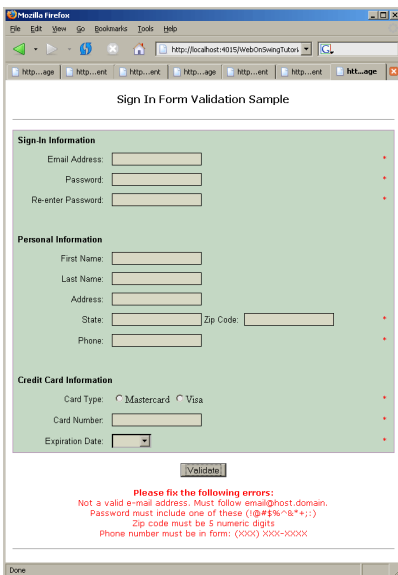 Mozilla Firefox
File Edit View Go Bookmarks Tools Help
http://localhost:4015/WebOnSwingTutori
G
http...age http...ent http...ent http...age http...ent http...ent htt...age
Sign In Form Validation Sample
Sign-In Information
Email Address: *
Password: *
Re-enter Password: *
Personal Information
First Name:
Last Name:
Address:
State: Zip Code: *
Phone: *
Credit Card Information
Card Type: Mastercard Visa *
Card Number: *
Expiration Date: *
Validate
Please fix the following errors:
Not a valid e-mail address. Must follow email@host.domain.
Password must include one of these (!@#$%^&*+;:)
Zip code must be 5 numeric digits
Phone number must be in form: (XXX) XXX-XXXX
Done